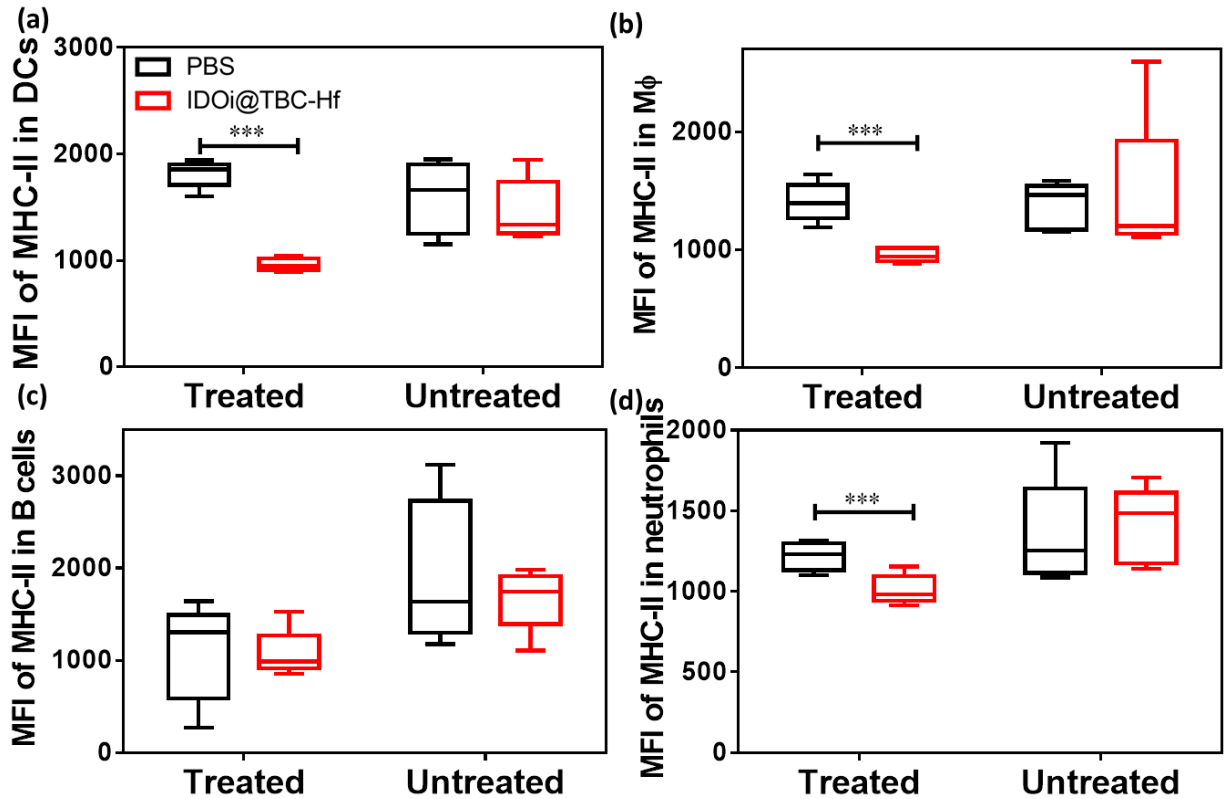 (a)
MFI of MHC-II in DCs
3000
2000
1000
0
PBS
IDOi@TBC-Hf
***
Treated
Untreated
(b)
MFI of MHC-II in Mϕ
2000
1000
0
***
Treated
Untreated
(c)
MFI of MHC-II in B cells
3000
2000
1000
0
Treated
Untreated
(d)
MFI of MHC-II in neutrophils
2000
1500
1000
500
0
***
Treated
Untreated